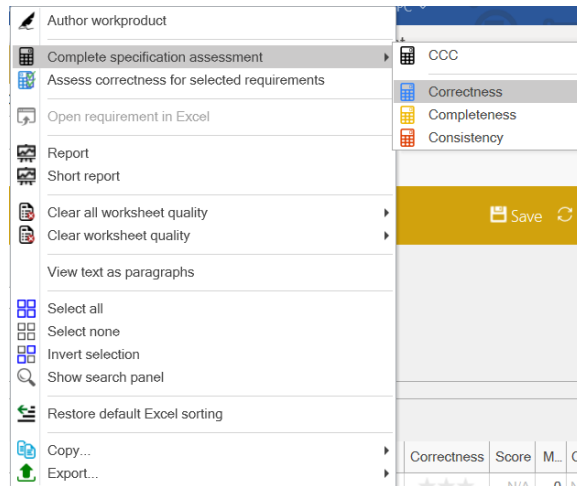 PC
Author workproduct
Complete specification assessment
CCC
Assess correctness for selected requirements
Correctness
Open requirement in Excel
Completeness
Consistency
Report
Short report
Clear all worksheet quality
Save
Clear worksheet quality
View text as paragraphs
Select all
Select none
Invert selection
Show search panel
Restore default Excel sorting
Copy...
Correctness Score M... C
Export...
N/A 0 N